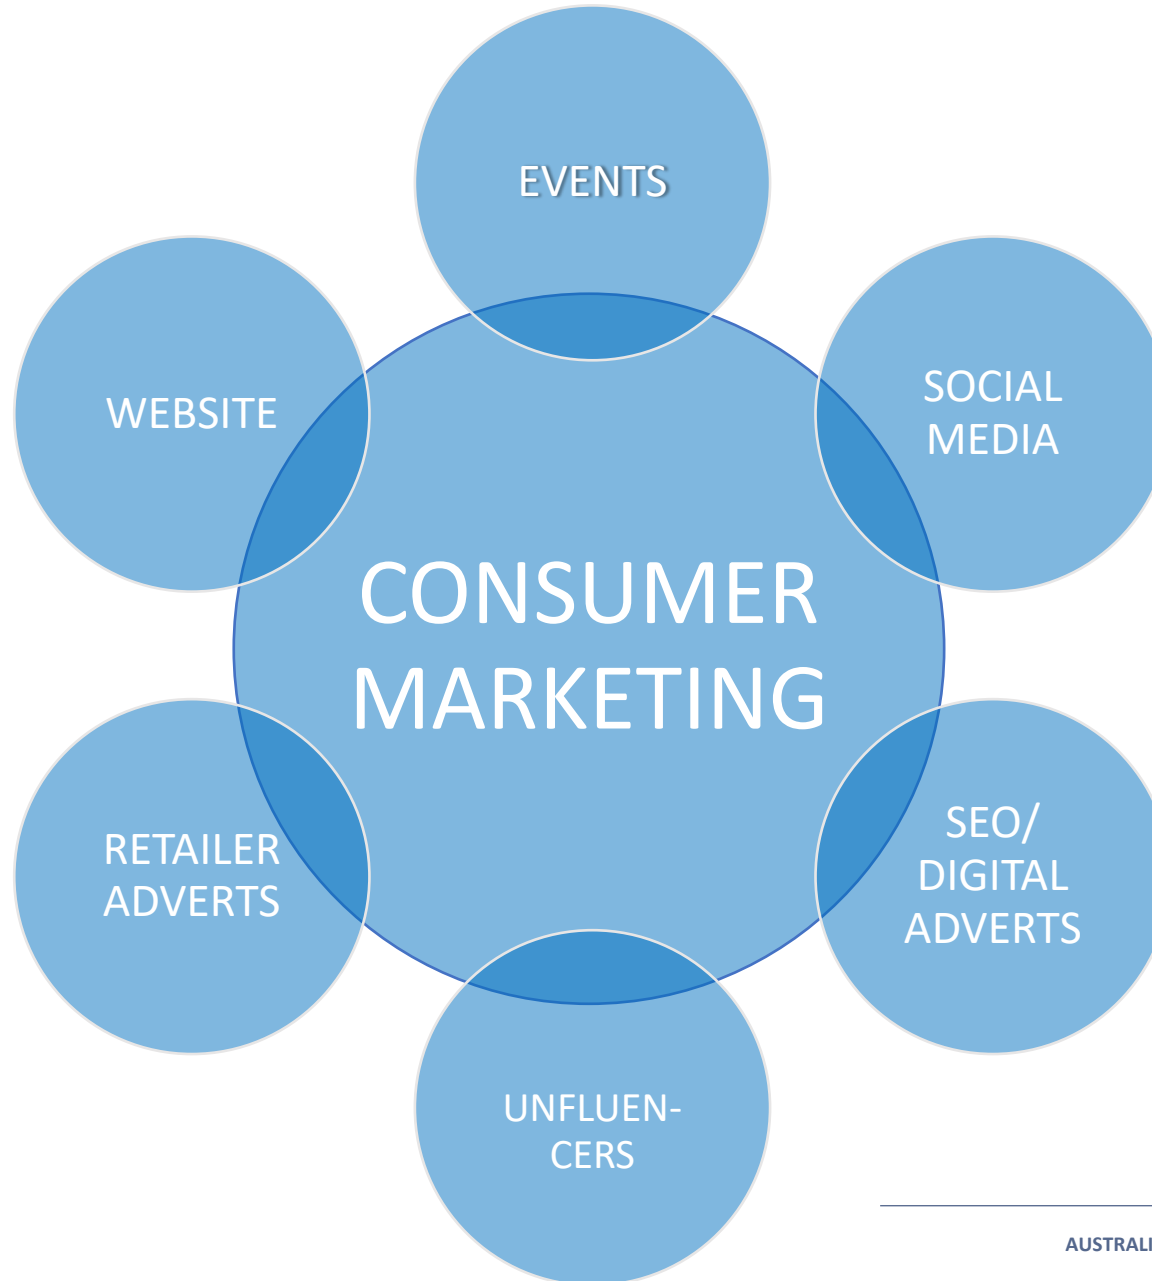 EVENTS
WEBSITE
SOCIAL
MEDIA
CONSUMER
MARKETING
RETAILER
ADVERTS
SEO/
DIGITAL
ADVERTS
UNFLUEN-
CERS
AUSTRALI